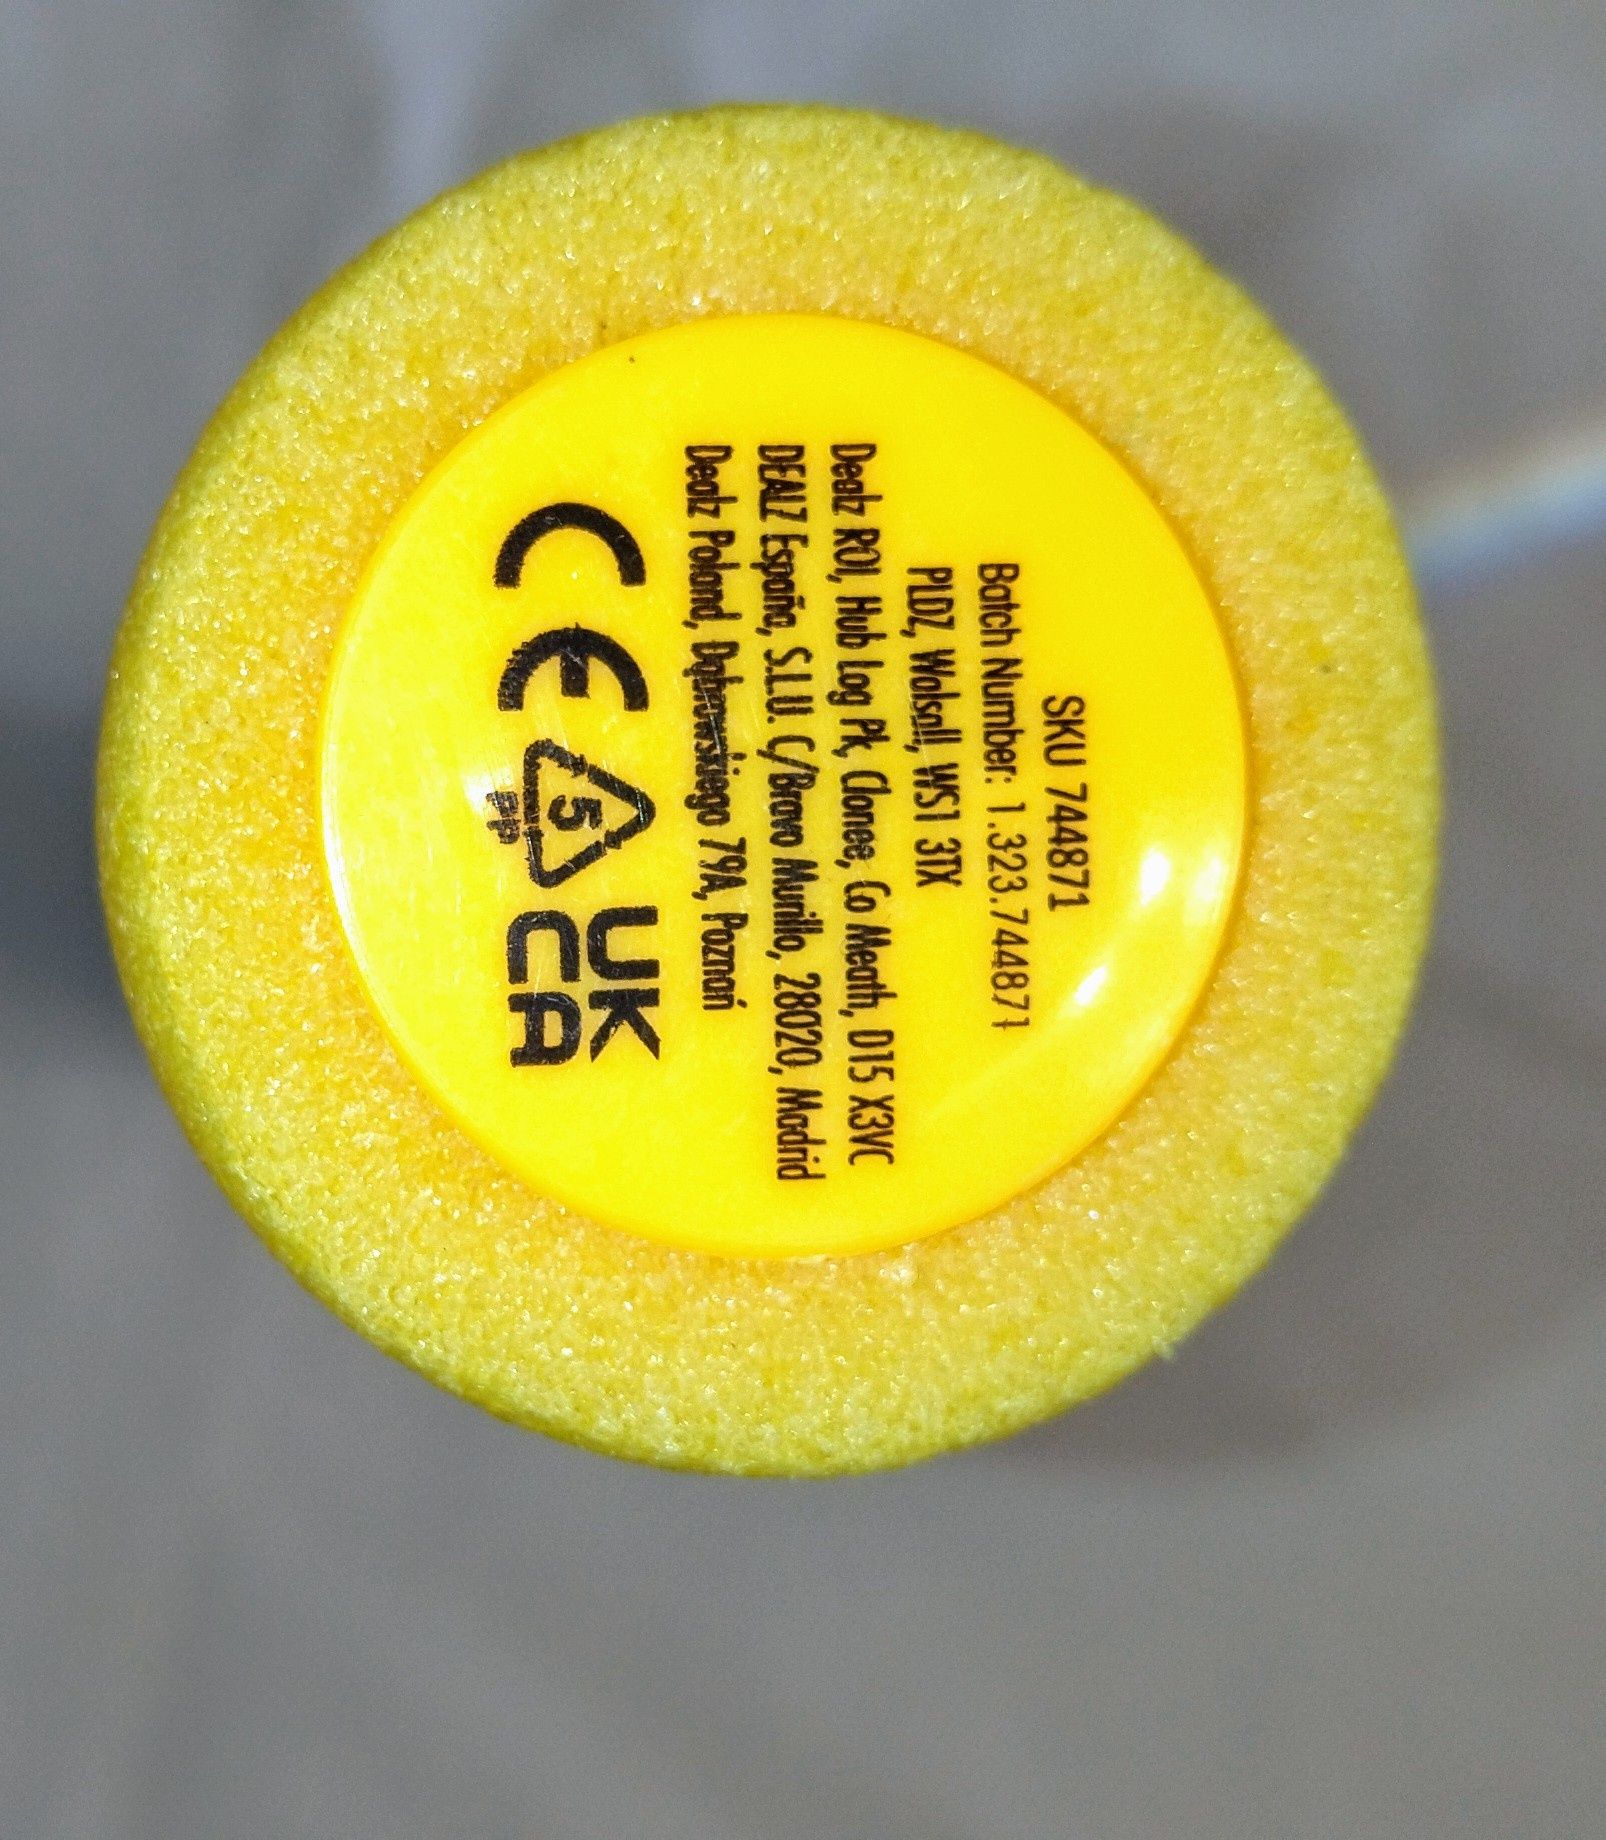 SKU 744871
Batch Number: 1.323.744871
PLDZ, Walsall, WS1 3TX
Dealz ROI, Hub Log Pk, Clonee, Co Meath, D15 X3VC
DEALZ España, S.L.U. C/Bravo Murillo, 28020, Madrid
Dealz Poland, Dąbrowskiego 79A, Poznań
CE 5 UK
PP CA